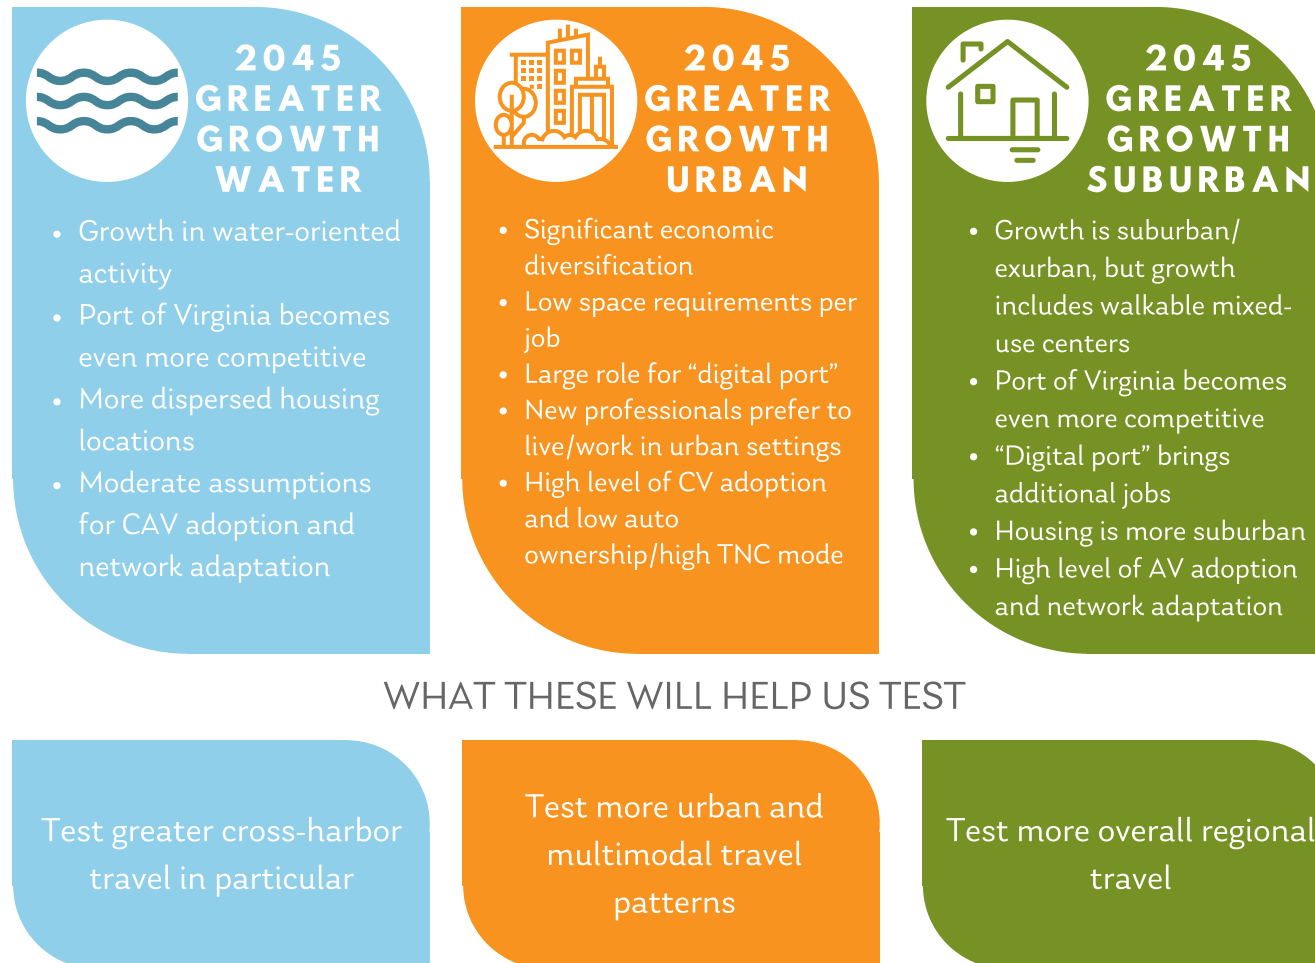 2045
GREATER
GROWTH
WATER
• Growth in water-oriented
activity
• Port of Virginia becomes
even more competitive
• More dispersed housing
locations
• Moderate assumptions
for CAV adoption and
network adaptation
2045
GREATER
GROWTH
URBAN
• Significant economic
diversification
• Low space requirements per
job
• Large role for “digital port”
• New professionals prefer to
live/work in urban settings
• High level of CV adoption
and low auto
ownership/high TNC mode
2045
GREATER
GROWTH
SUBURBAN
• Growth is suburban/
exurban, but growth
includes walkable mixed-
use centers
• Port of Virginia becomes
even more competitive
• “Digital port” brings
additional jobs
• Housing is more suburban
• High level of AV adoption
and network adaptation
WHAT THESE WILL HELP US TEST
Test greater cross-harbor
travel in particular
Test more urban and
multimodal travel
patterns
Test more overall regional
travel